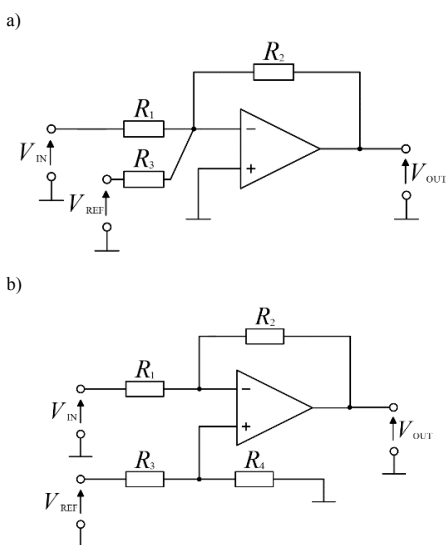 a)
R2
R1
VIN
R3
VREF
VOUT
−
+
b)
R2
R1
VIN
−
+
VOUT
R3
R4
VREF